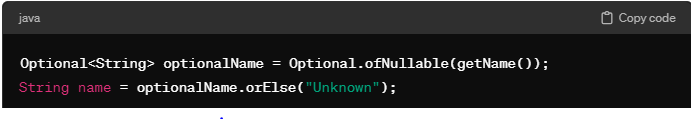 java
Copy code
Optional<String> optionalName = Optional.ofNullable(getName());
String name = optionalName.orElse("Unknown");